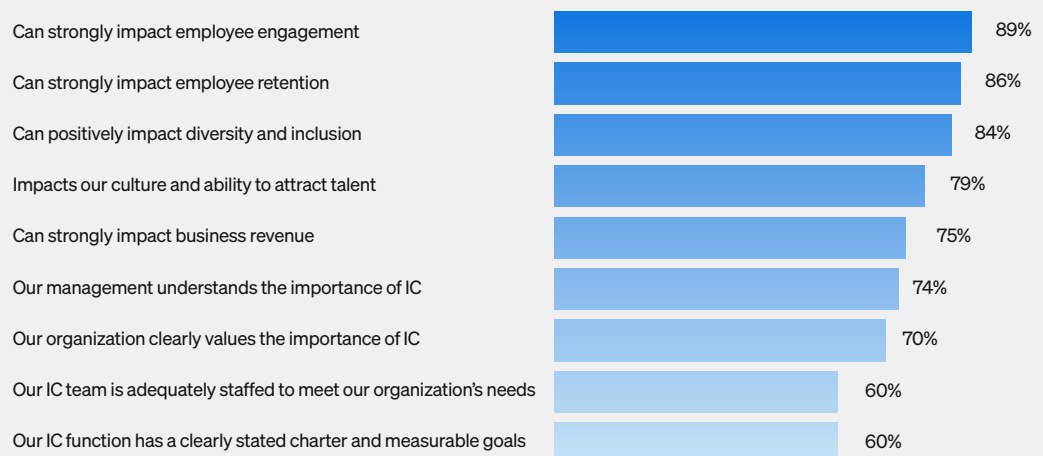 Can strongly impact employee engagement 89%
Can strongly impact employee retention 86%
Can positively impact diversity and inclusion 84%
Impacts our culture and ability to attract talent 79%
Can strongly impact business revenue 75%
Our management understands the importance of IC 74%
Our organization clearly values the importance of IC 70%
Our IC team is adequately staffed to meet our organization’s needs 60%
Our IC function has a clearly stated charter and measurable goals 60%